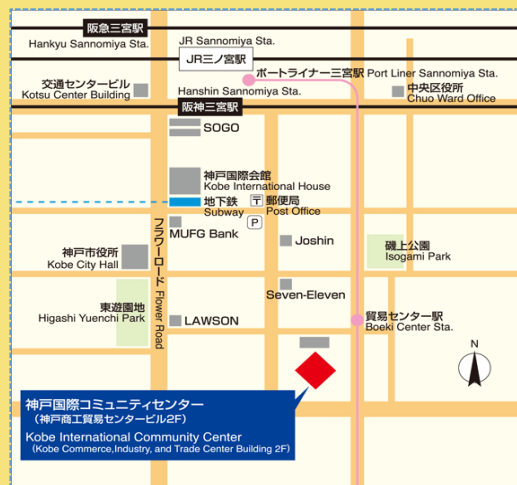 阪急三宮駅
Hankyu Sannomiya Sta.
JR Sannomiya Sta.
JR三ノ宮駅
ポートライナー三宮駅 Port Liner Sannomiya Sta.
交通センタービル
Kotsu Center Building
Hanshin Sannomiya Sta.
阪神三宮駅
中央区役所
Chuo Ward Office
SOGO
神戸国際会館
Kobe International House
地下鉄
Subway
〒 郵便局
Post Office
P
MUFG Bank
フラワーロード Flower Road
Joshin
磯上公園
Isogami Park
神戸市役所
Kobe City Hall
Seven-Eleven
東遊園地
Higashi Yuenchi Park
LAWSON
貿易センター駅
Boeki Center Sta.
N
神戸国際コミュニティセンター
（神戸商工貿易センタービル2F）
Kobe International Community Center
（Kobe Commerce,Industry, and Trade Center Building 2F）